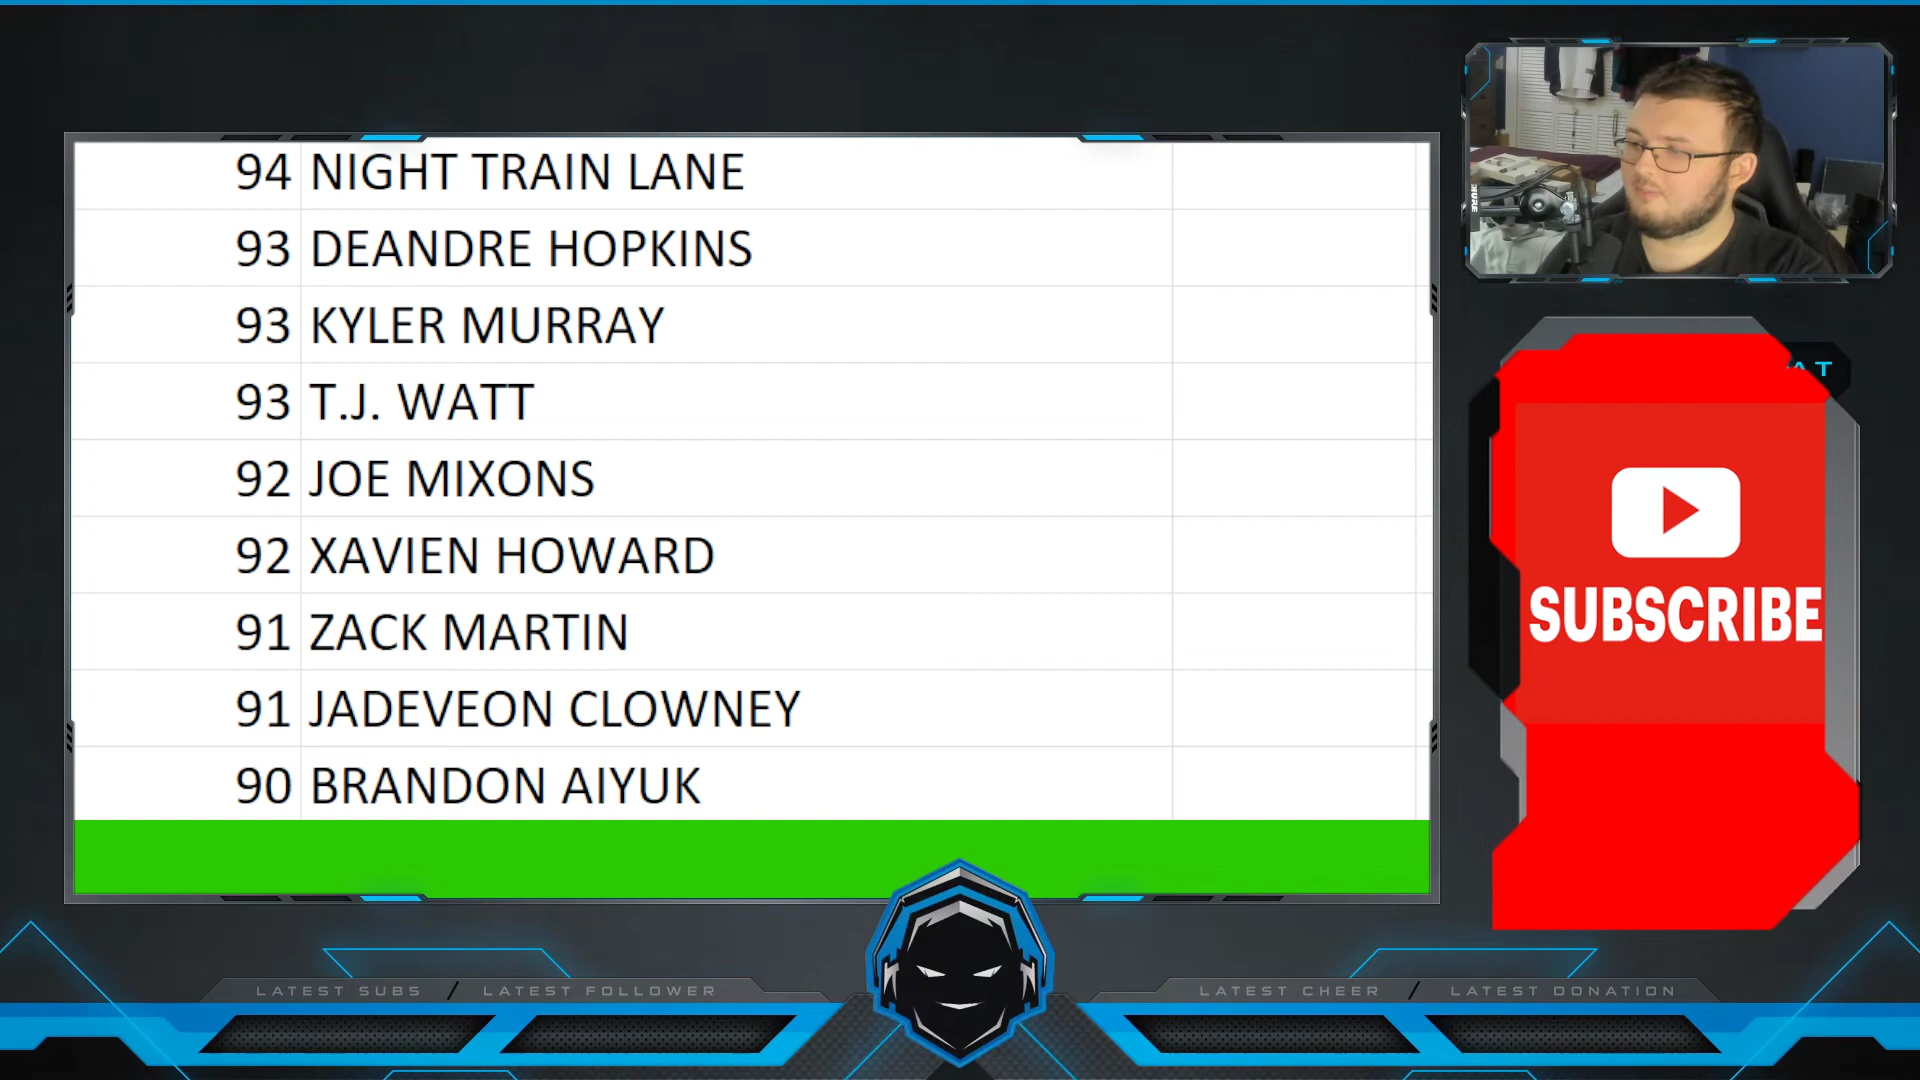 94 NIGHT TRAIN LANE
93 DEANDRE HOPKINS
93 KYLER MURRAY
93 T.J. WATT
92 JOE MIXONS
92 XAVIEN HOWARD
91 ZACK MARTIN
91 JADEVEON CLOWNEY
90 BRANDON AIYUK
SUBSCRIBE
LATEST SUBS / LATEST FOLLOWER
LATEST CHEER / LATEST DONATION